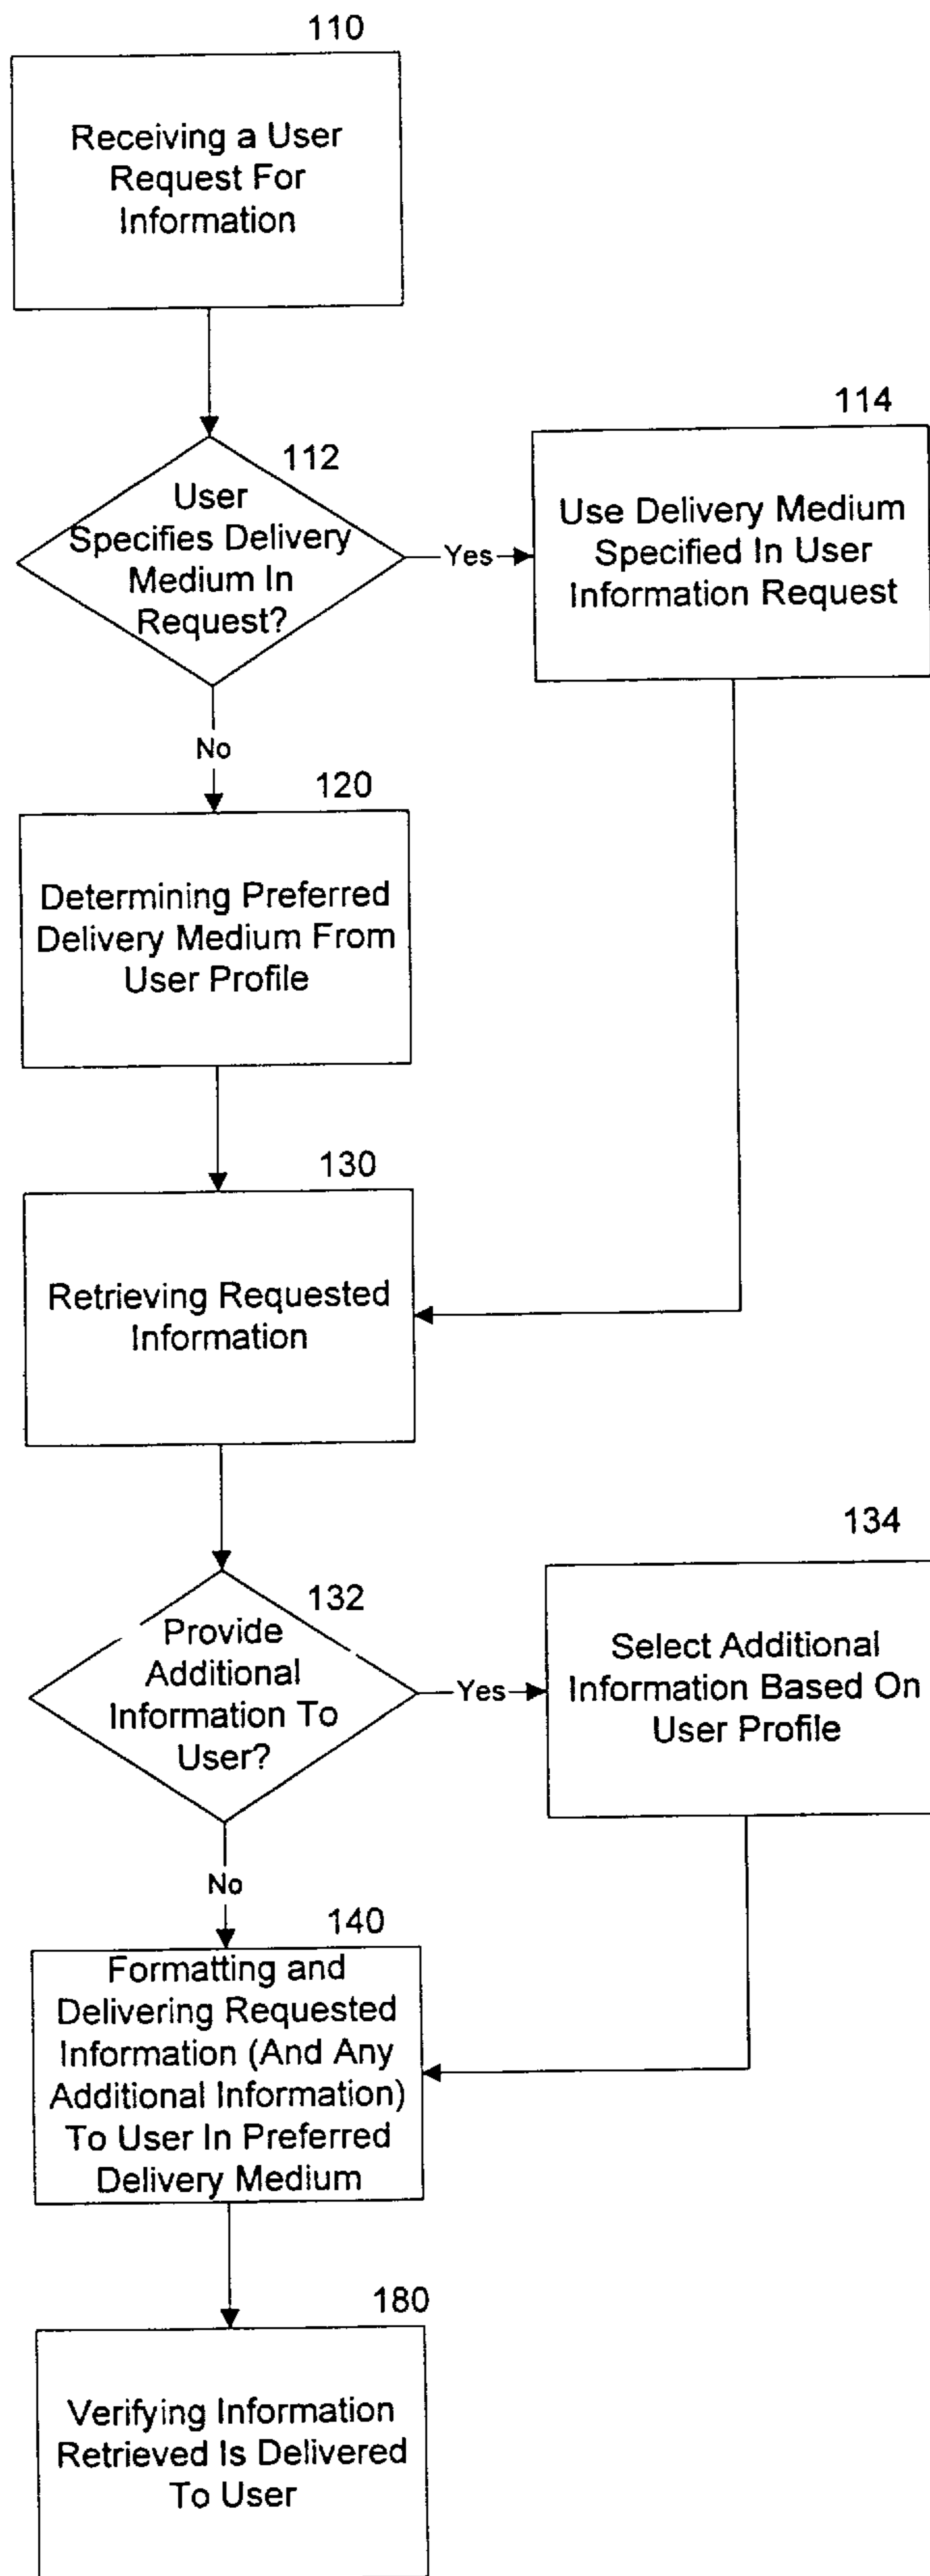 110
Receiving a User
Request For
Information
112
User
Specifies Delivery
Medium In
Request?
Yes
114
Use Delivery Medium
Specified In User
Information Request
No
120
Determining Preferred
Delivery Medium From
User Profile
130
Retrieving Requested
Information
132
Provide
Additional
Information To
User?
Yes
134
Select Additional
Information Based On
User Profile
No
140
Formatting and
Delivering Requested
Information (And Any
Additional Information)
To User In Preferred
Delivery Medium
180
Verifying Information
Retrieved Is Delivered
To User